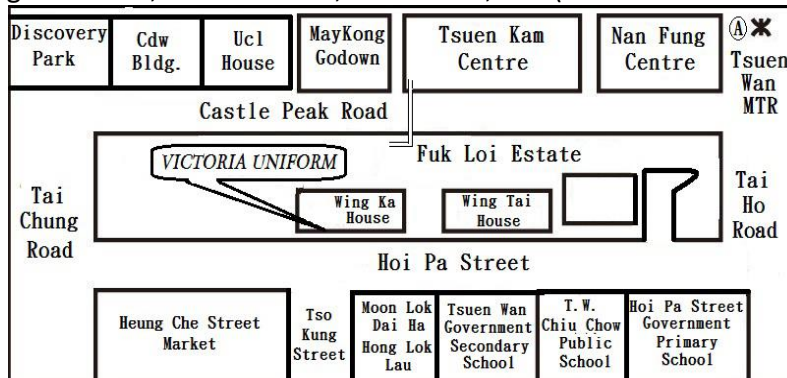 Discovery
Park
Cdw
Bldg.
Ucl
House
MayKong
Godown
Tsuen Kam
Centre
Nan Fung
Centre
A
Tsuen
Wan
MTR
Castle Peak Road
VICTORIA UNIFORM
Fuk Loi Estate
Tai
Chung
Road
Wing Ka
House
Wing Tai
House
Tai
Ho
Road
Hoi Pa Street
Heung Che Street
Market
Tso
Kung
Street
Moon Lok
Dai Ha
Hong Lok
Lau
Tsuen Wan
Government
Secondary
School
T.W.
Chiu Chow
Public
School
Hoi Pa Street
Government
Primary
School